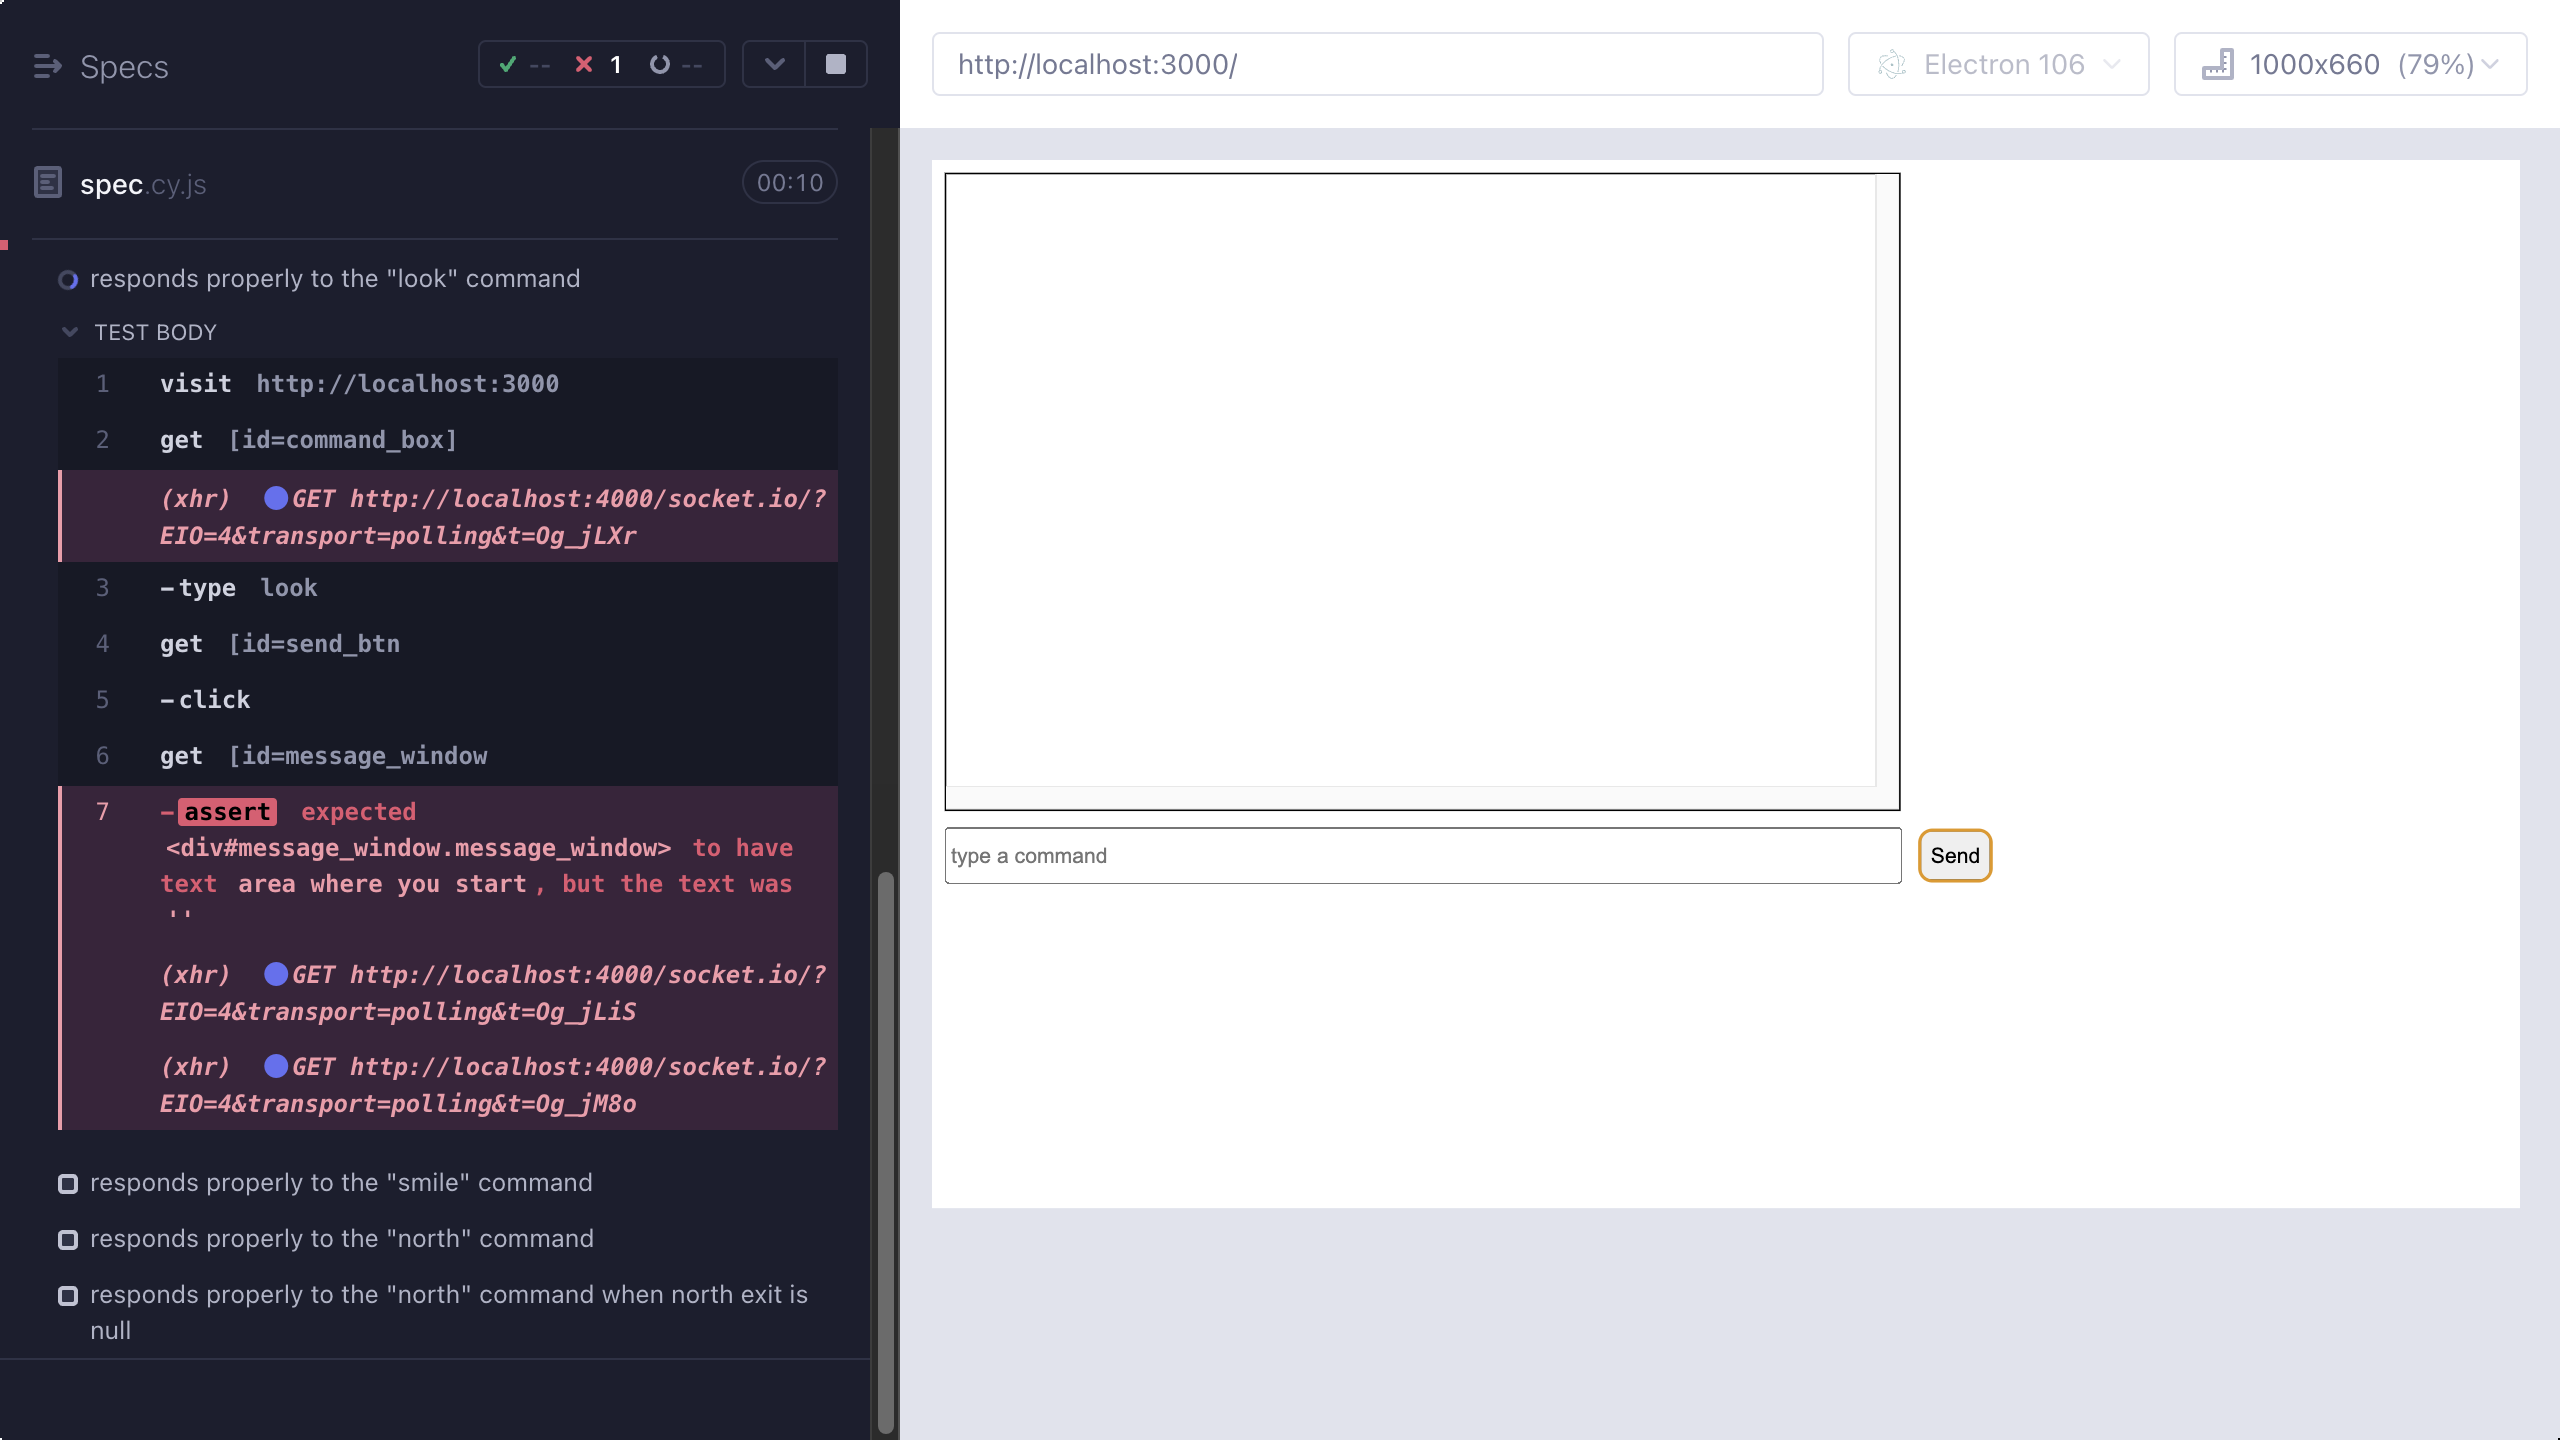 Specs
-- 1 --
spec.cy.js
00:10
responds properly to the "look" command
TEST BODY
1 visit http://localhost:3000
2 get [id=command_box]
(xhr) GET http://localhost:4000/socket.io/?
EIO=4&transport=polling&t=Og_jLXr
3 -type look
4 get [id=send_btn
5 -click
6 get [id=message_window
7 -assert expected
<div#message_window.message_window> to have
text area where you start, but the text was
''
(xhr) GET http://localhost:4000/socket.io/?
EIO=4&transport=polling&t=Og_jLiS
(xhr) GET http://localhost:4000/socket.io/?
EIO=4&transport=polling&t=Og_jM8o
responds properly to the "smile" command
responds properly to the "north" command
responds properly to the "north" command when north exit is
null
http://localhost:3000/
Electron 106
1000x660 (79%)
type a command
Send